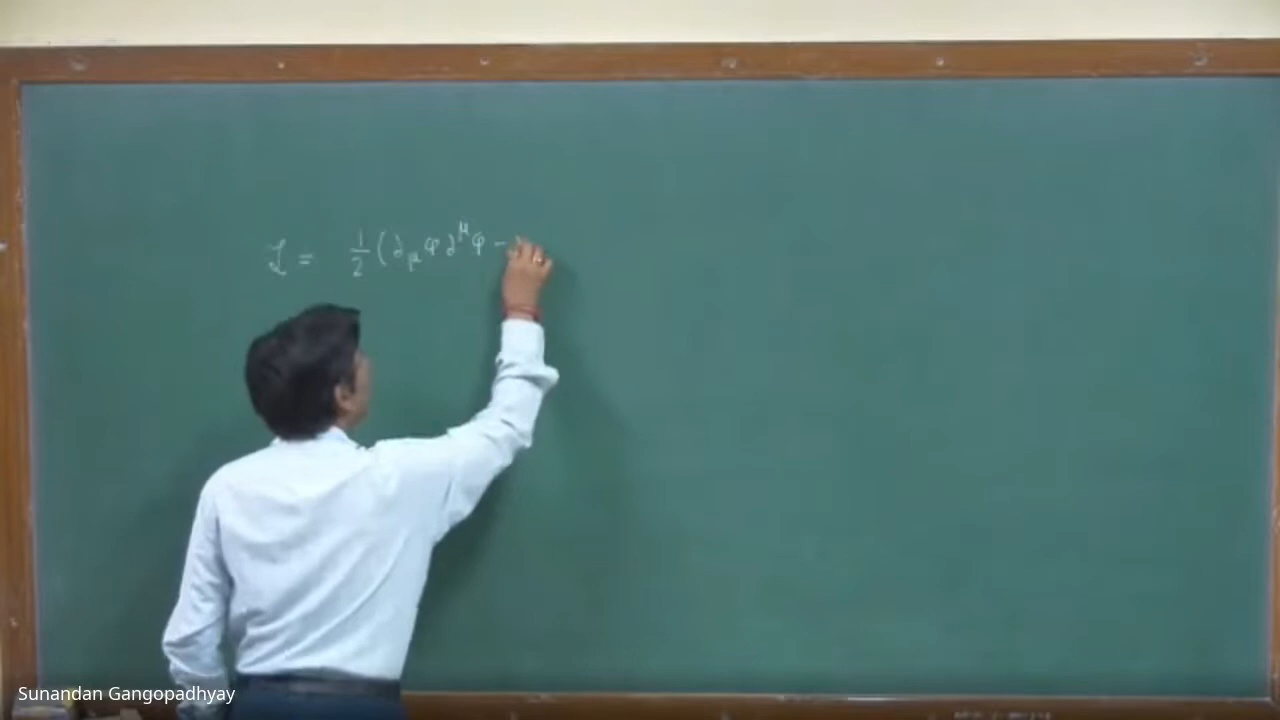 ℒ = 1/2 (∂_μ φ ∂^μ φ −
Sunandan Gangopadhyay